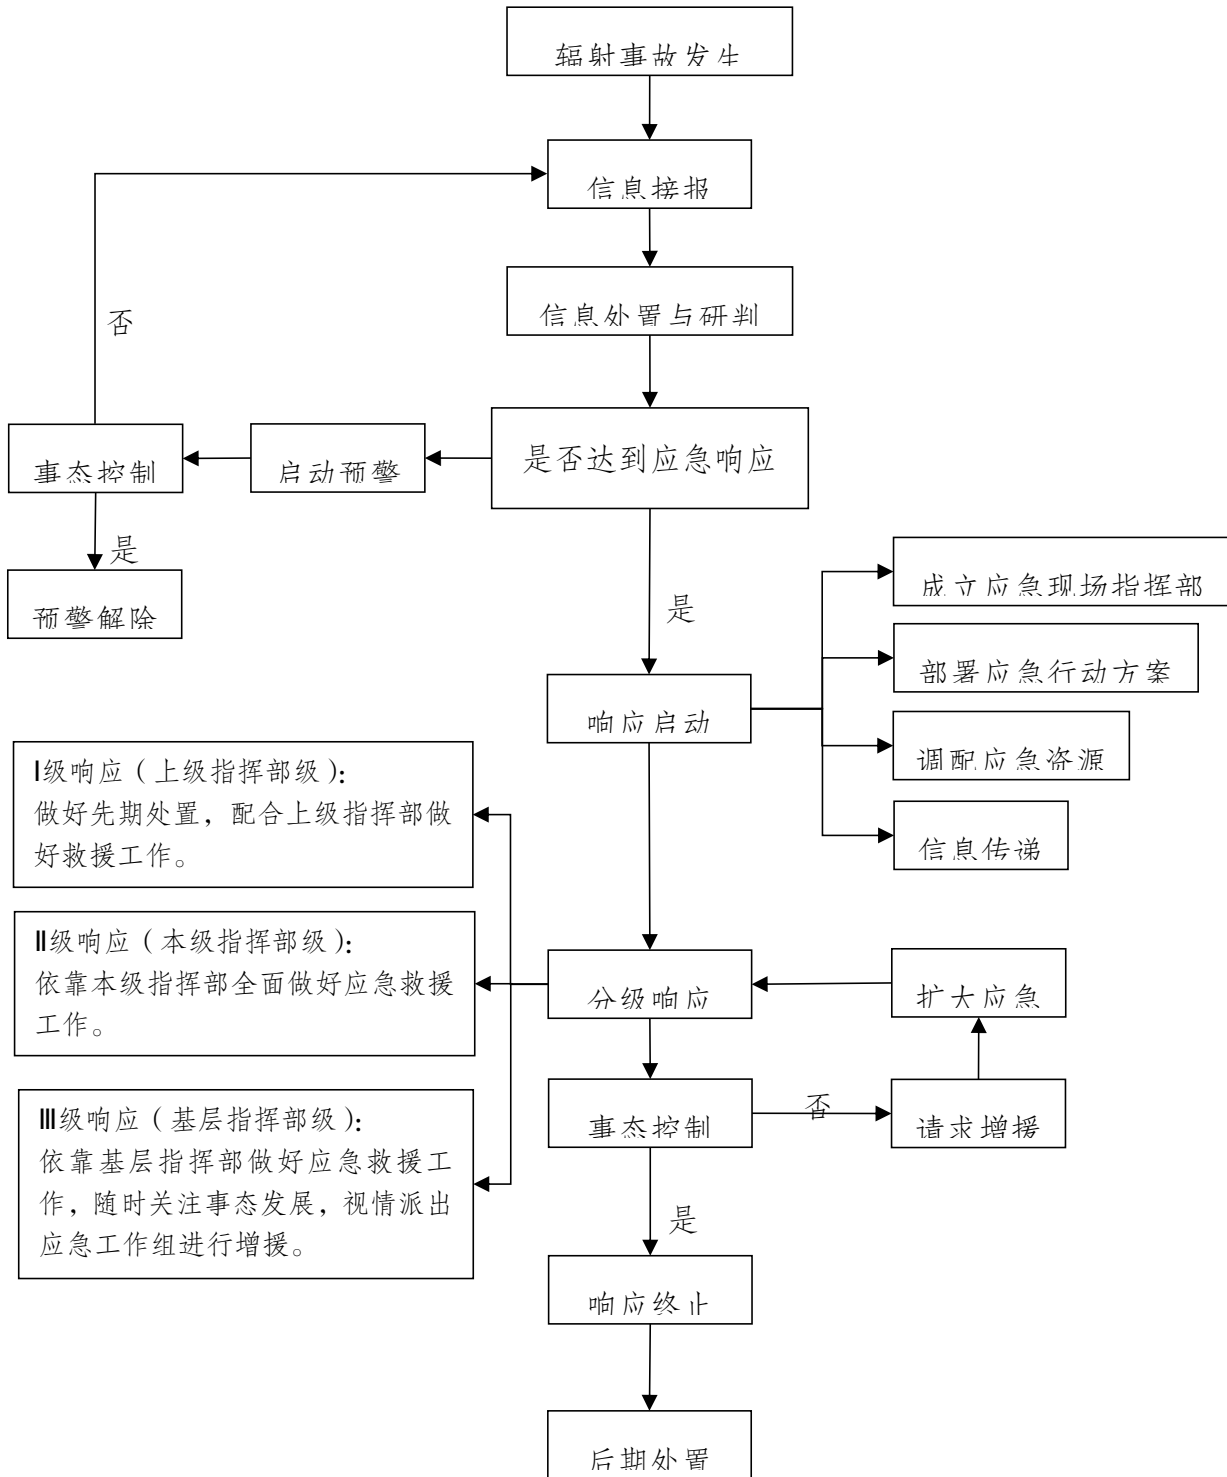 辐射事故发生
信息接报
信息处置与研判
否
是否达到应急响应
启动预警
事态控制
是
预警解除
是
成立应急现场指挥部
部署应急行动方案
响应启动
调配应急资源
信息传递
Ⅰ级响应（上级指挥部级）：
做好先期处置，配合上级指挥部做
好救援工作。
Ⅱ级响应（本级指挥部级）：
依靠本级指挥部全面做好应急救援
工作。
分级响应
扩大应急
Ⅲ级响应（基层指挥部级）：
依靠基层指挥部做好应急救援工
作，随时关注事态发展，视情派出
应急工作组进行增援。
事态控制
否
请求增援
是
响应终止
后期处置